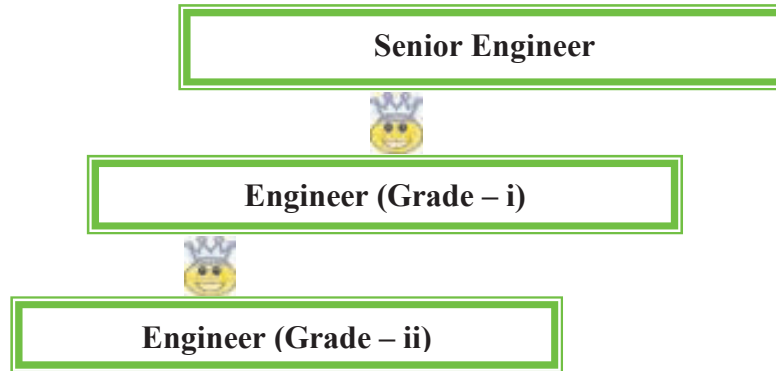 Senior Engineer
Engineer (Grade – i)
Engineer (Grade – ii)